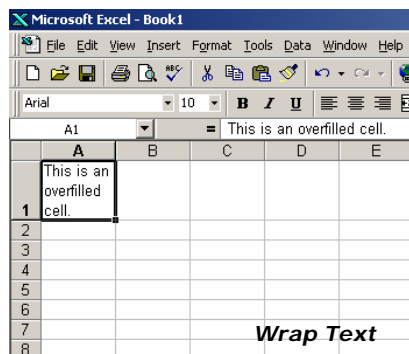 Microsoft Excel - Book1
File Edit View Insert Format Tools Data Window Help
Arial 10 B I U
A1 = This is an overfilled cell.
A B C D E
This is an
overfilled
1 cell.
2
3
4
5
6
7 Wrap Text
8